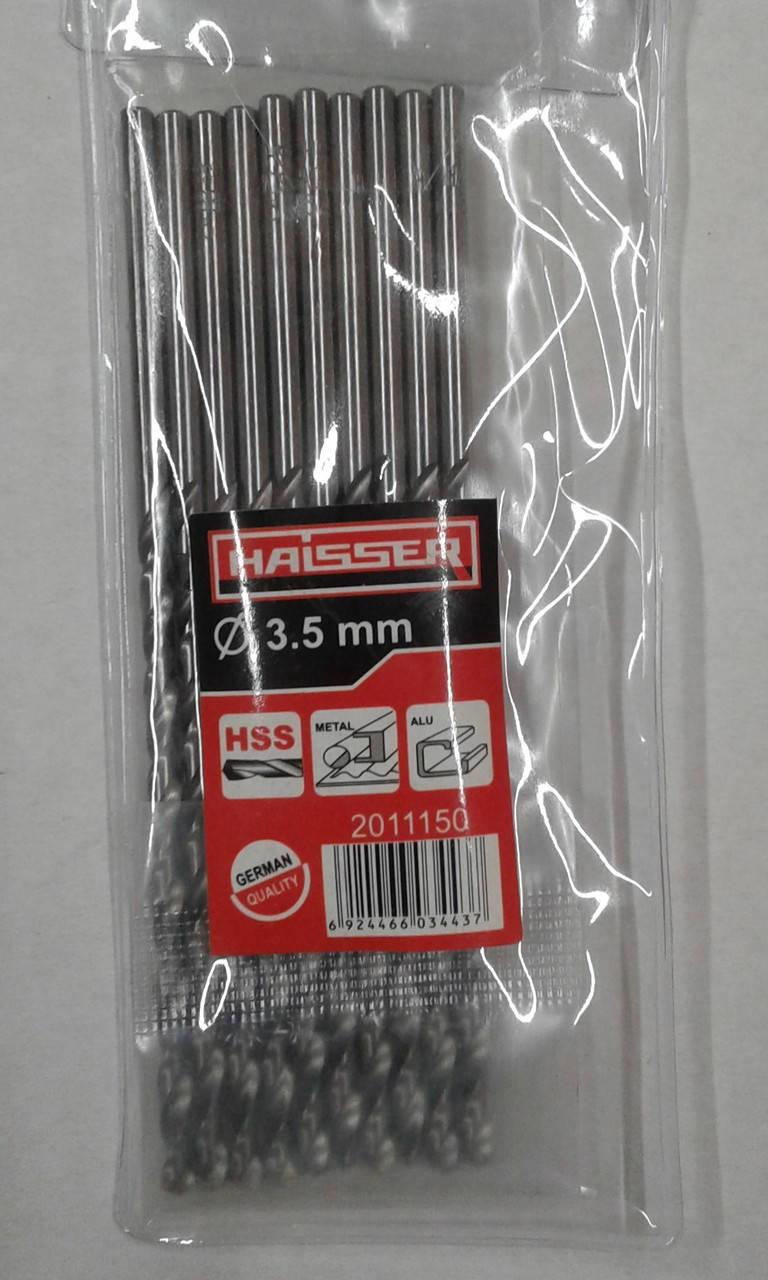 HAISSER
Ø 3.5 mm
HSS
METAL
ALU
2011150
GERMAN
QUALITY
6 924466 034437